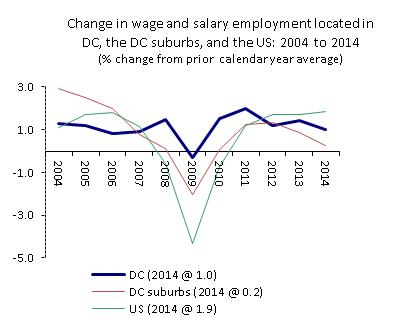 Change in wage and salary employment located in
DC, the DC suburbs, and the US: 2004 to 2014
(% change from prior calendar year average)
3.0
1.0
-1.0
-3.0
-5.0
2004
2005
2006
2007
2008
2009
2010
2011
2012
2013
2014
DC (2014 @ 1.0)
DC suburbs (2014 @ 0.2)
US (2014 @ 1.9)